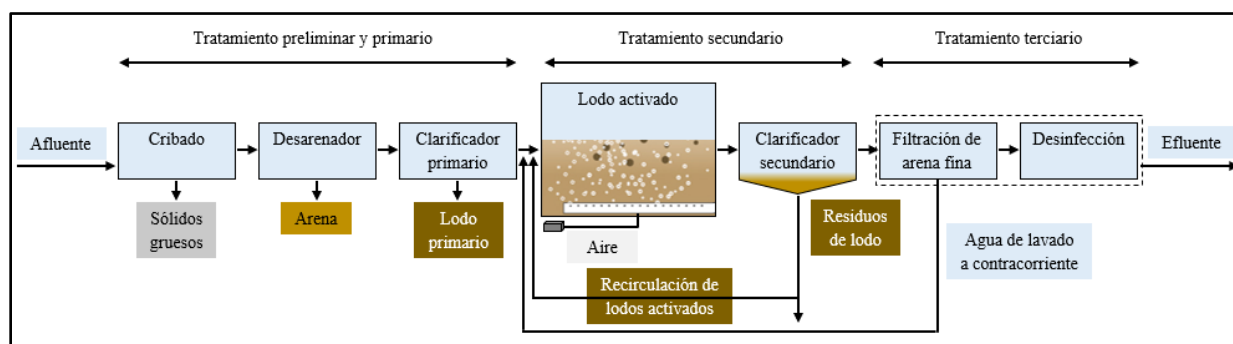 Tratamiento preliminar y primario
Tratamiento secundario
Tratamiento terciario
Afluente
Cribado
Desarenador
Clarificador
primario
Lodo activado
Clarificador
secundario
Filtración de
arena fina
Desinfección
Efluente
Sólidos
gruesos
Arena
Lodo
primario
Aire
Residuos
de lodo
Agua de lavado
a contracorriente
Recirculación de
lodos activados